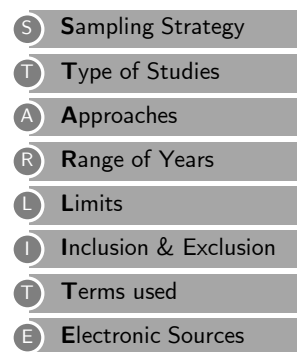 S Sampling Strategy
T Type of Studies
A Approaches
R Range of Years
L Limits
I Inclusion & Exclusion
T Terms used
E Electronic Sources